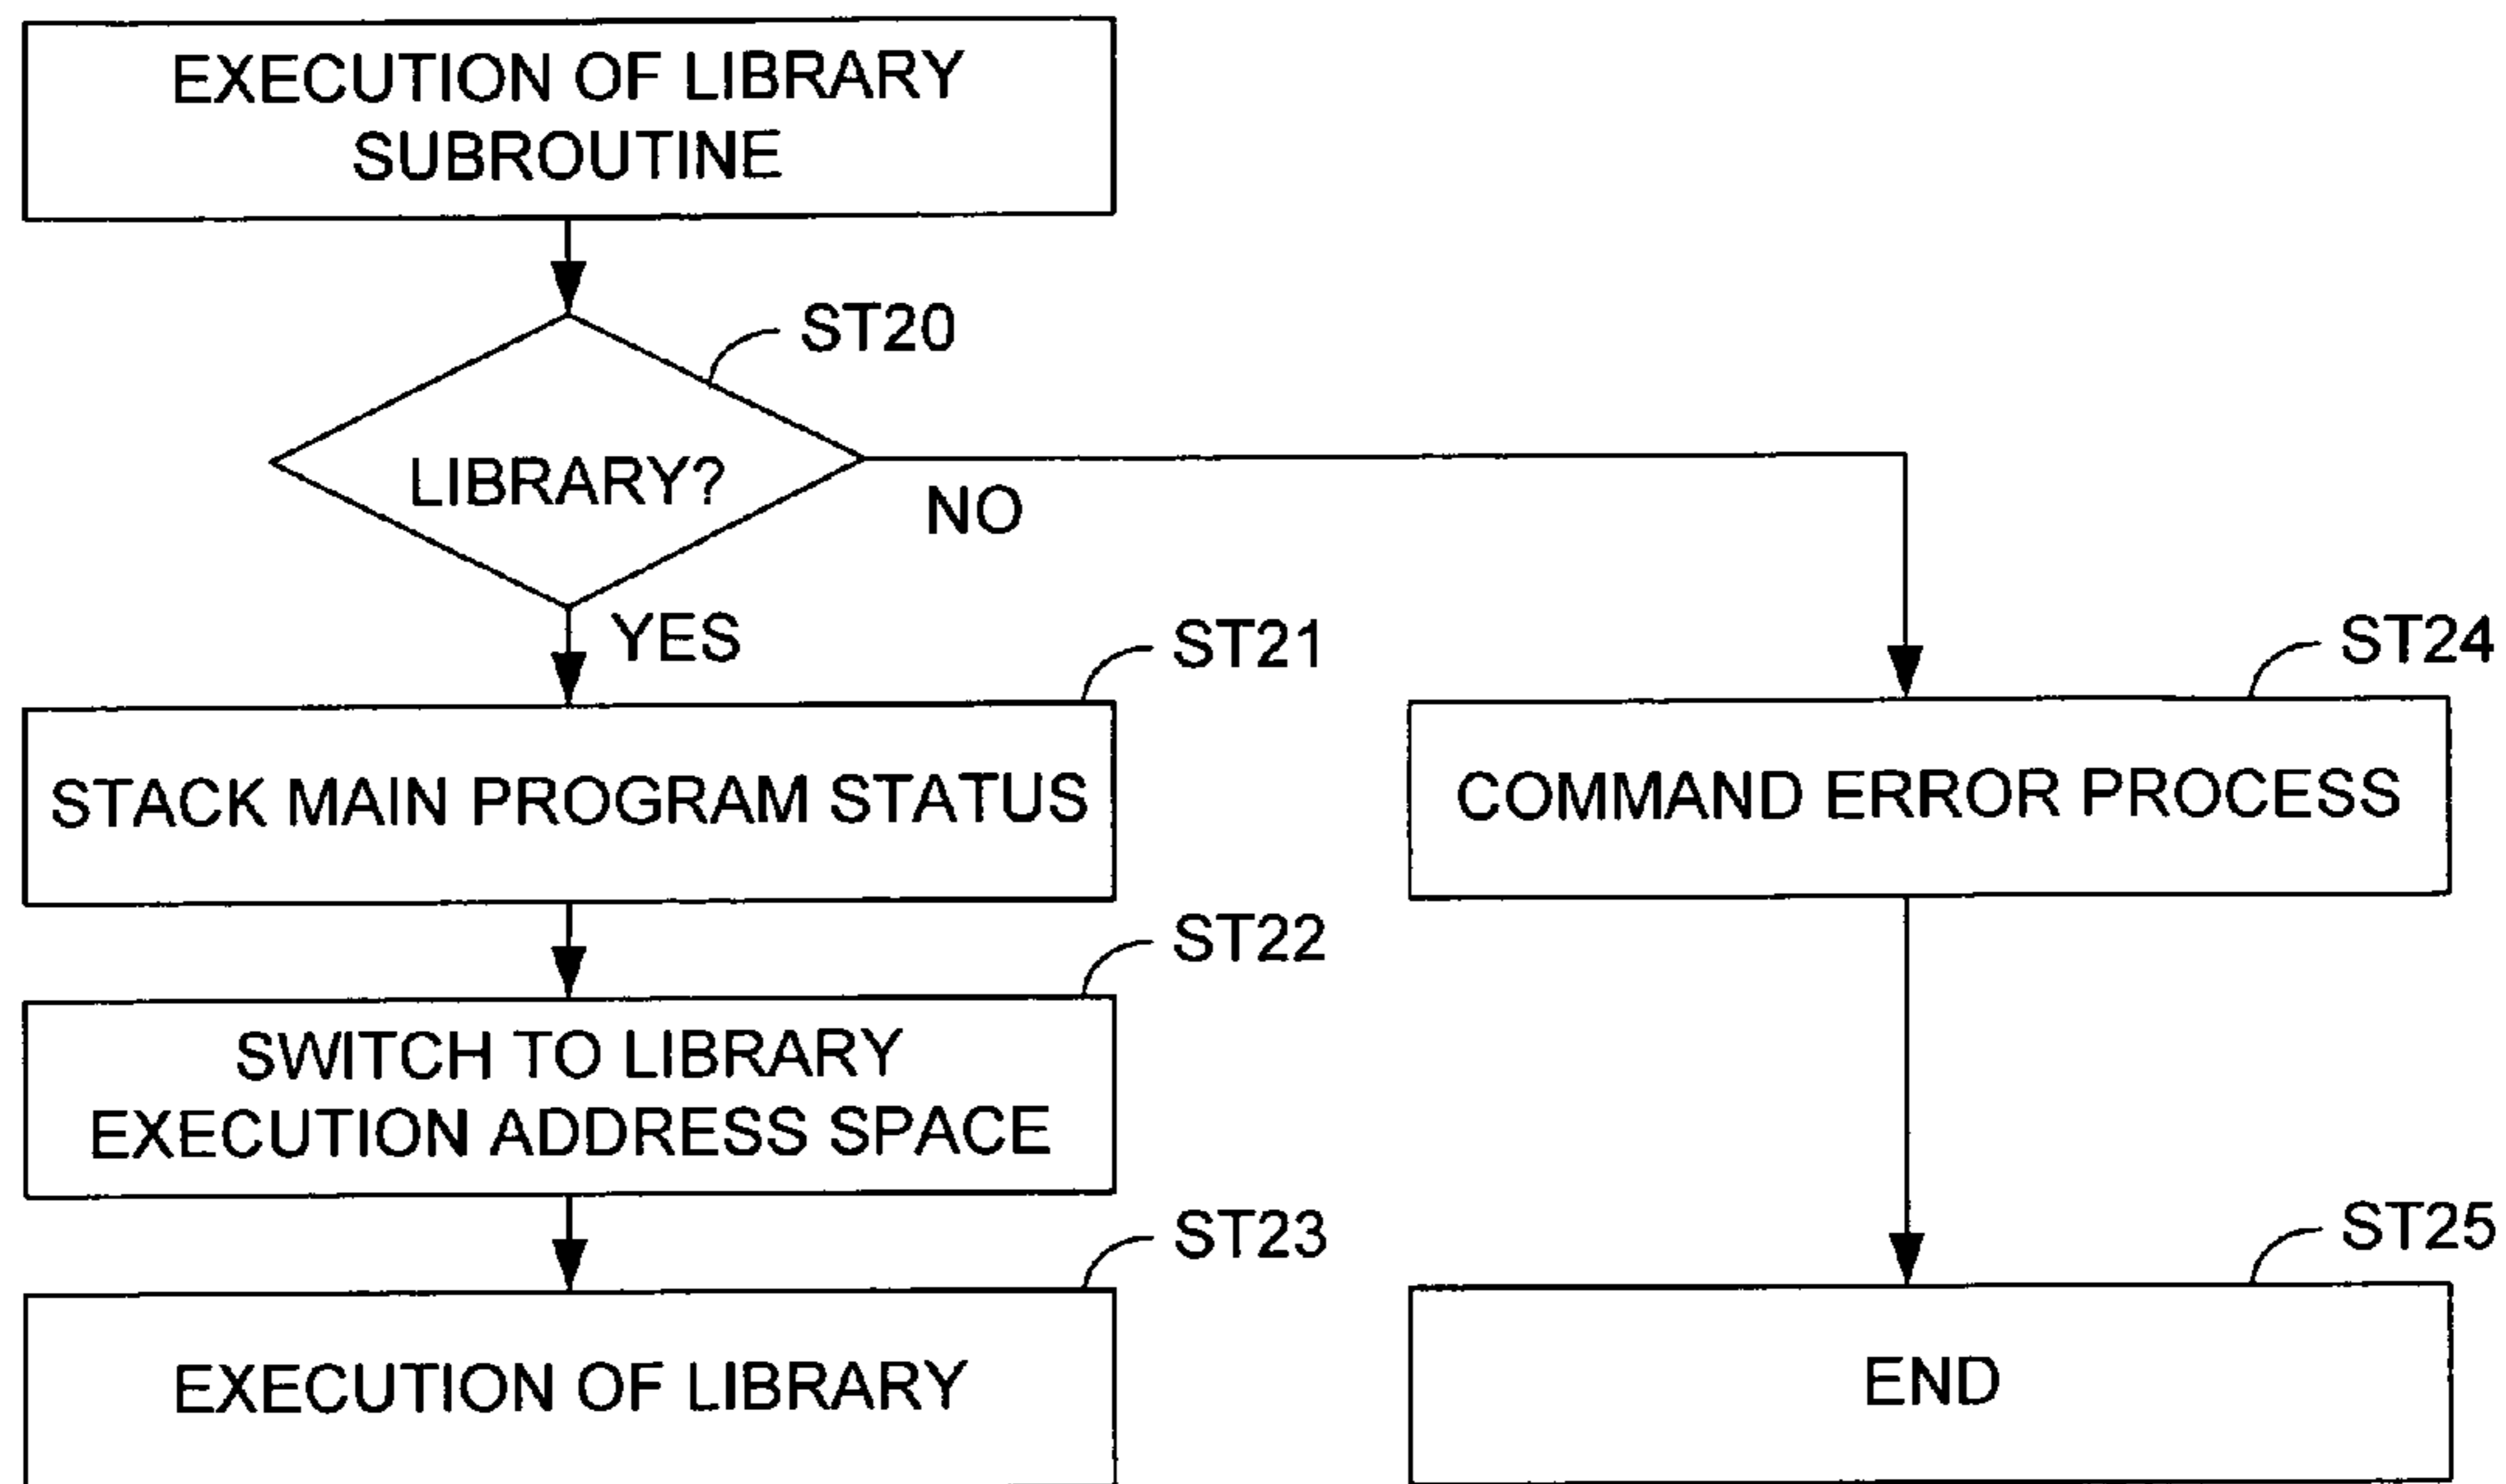 EXECUTION OF LIBRARY
SUBROUTINE
ST20
LIBRARY?
NO
YES
ST21
STACK MAIN PROGRAM STATUS
ST24
COMMAND ERROR PROCESS
ST22
SWITCH TO LIBRARY
EXECUTION ADDRESS SPACE
ST23
EXECUTION OF LIBRARY
ST25
END